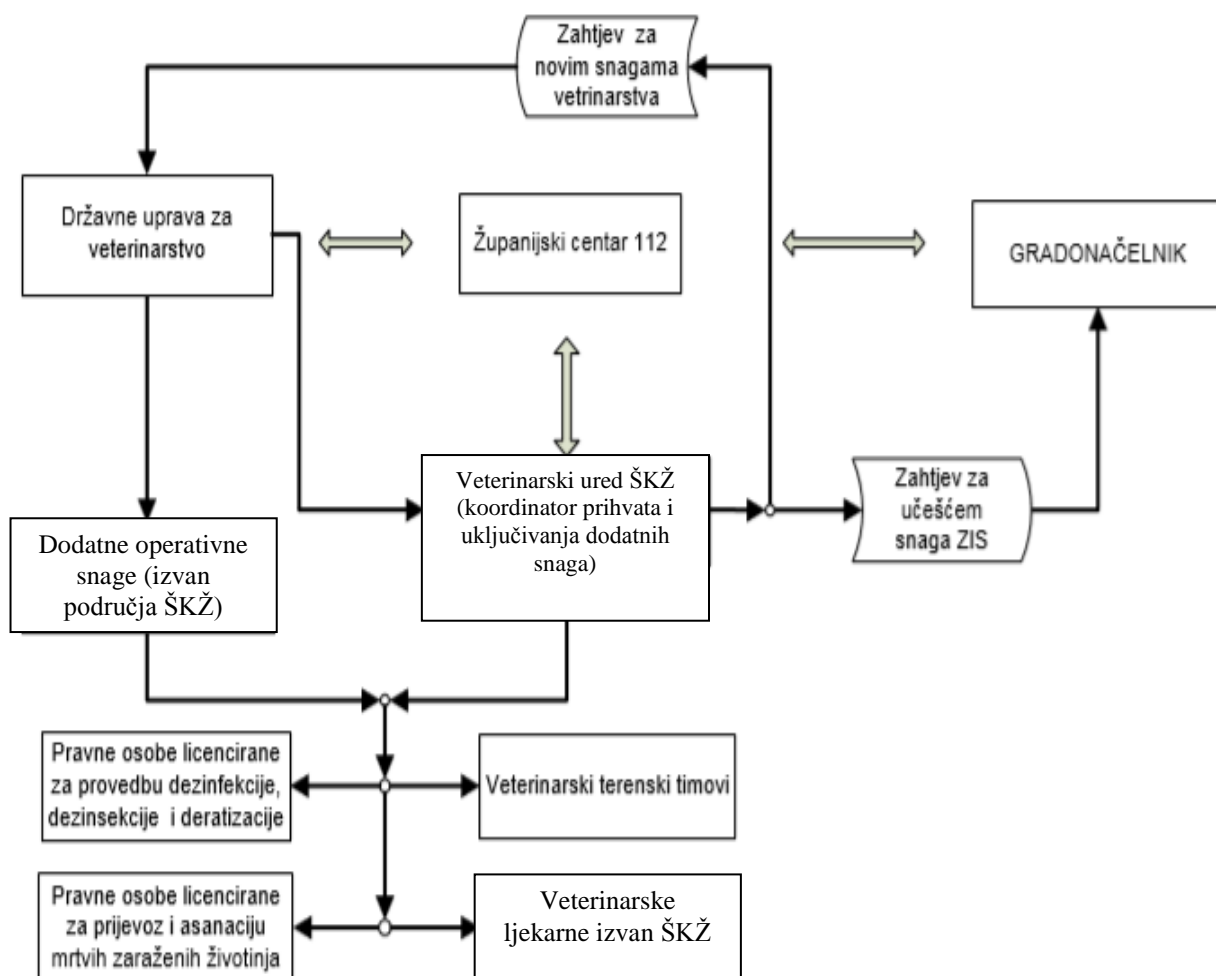 Zahtjev za
novim snagama
vetrinarstva
Državne uprava za
veterinarstvo
Županijski centar 112
GRADONAČELNIK
Veterinarski ured ŠKŽ
(koordinator prihvata i
uključivanja dodatnih
snaga)
Zahtjev za
učešćem
snaga ZIS
Dodatne operativne
snage (izvan
područja ŠKŽ)
Pravne osobe licencirane
za provedbu dezinfekcije,
dezinsekcije i deratizacije
Veterinarski terenski timovi
Pravne osobe licencirane
za prijevoz i asanaciju
mrtvih zaraženih životinja
Veterinarske
ljekarne izvan ŠKŽ